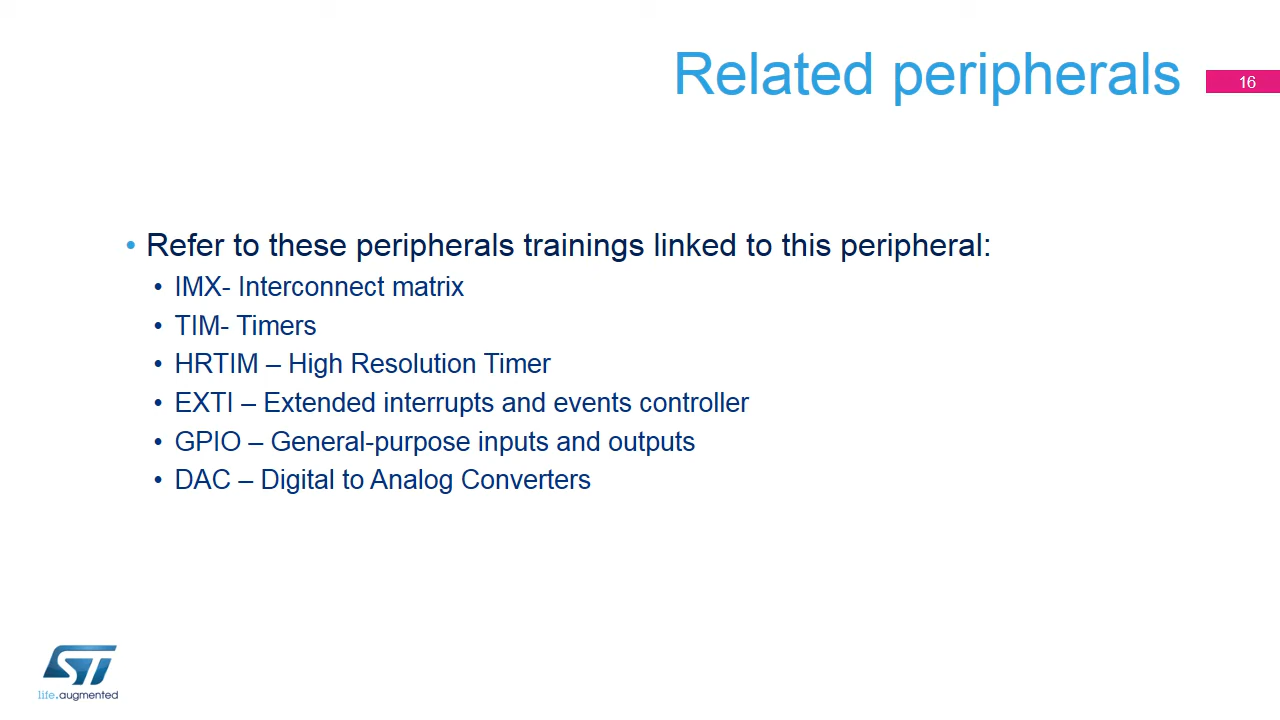 Related peripherals
16
• Refer to these peripherals trainings linked to this peripheral:
• IMX- Interconnect matrix
• TIM- Timers
• HRTIM – High Resolution Timer
• EXTI – Extended interrupts and events controller
• GPIO – General-purpose inputs and outputs
• DAC – Digital to Analog Converters
ST
life.augmented